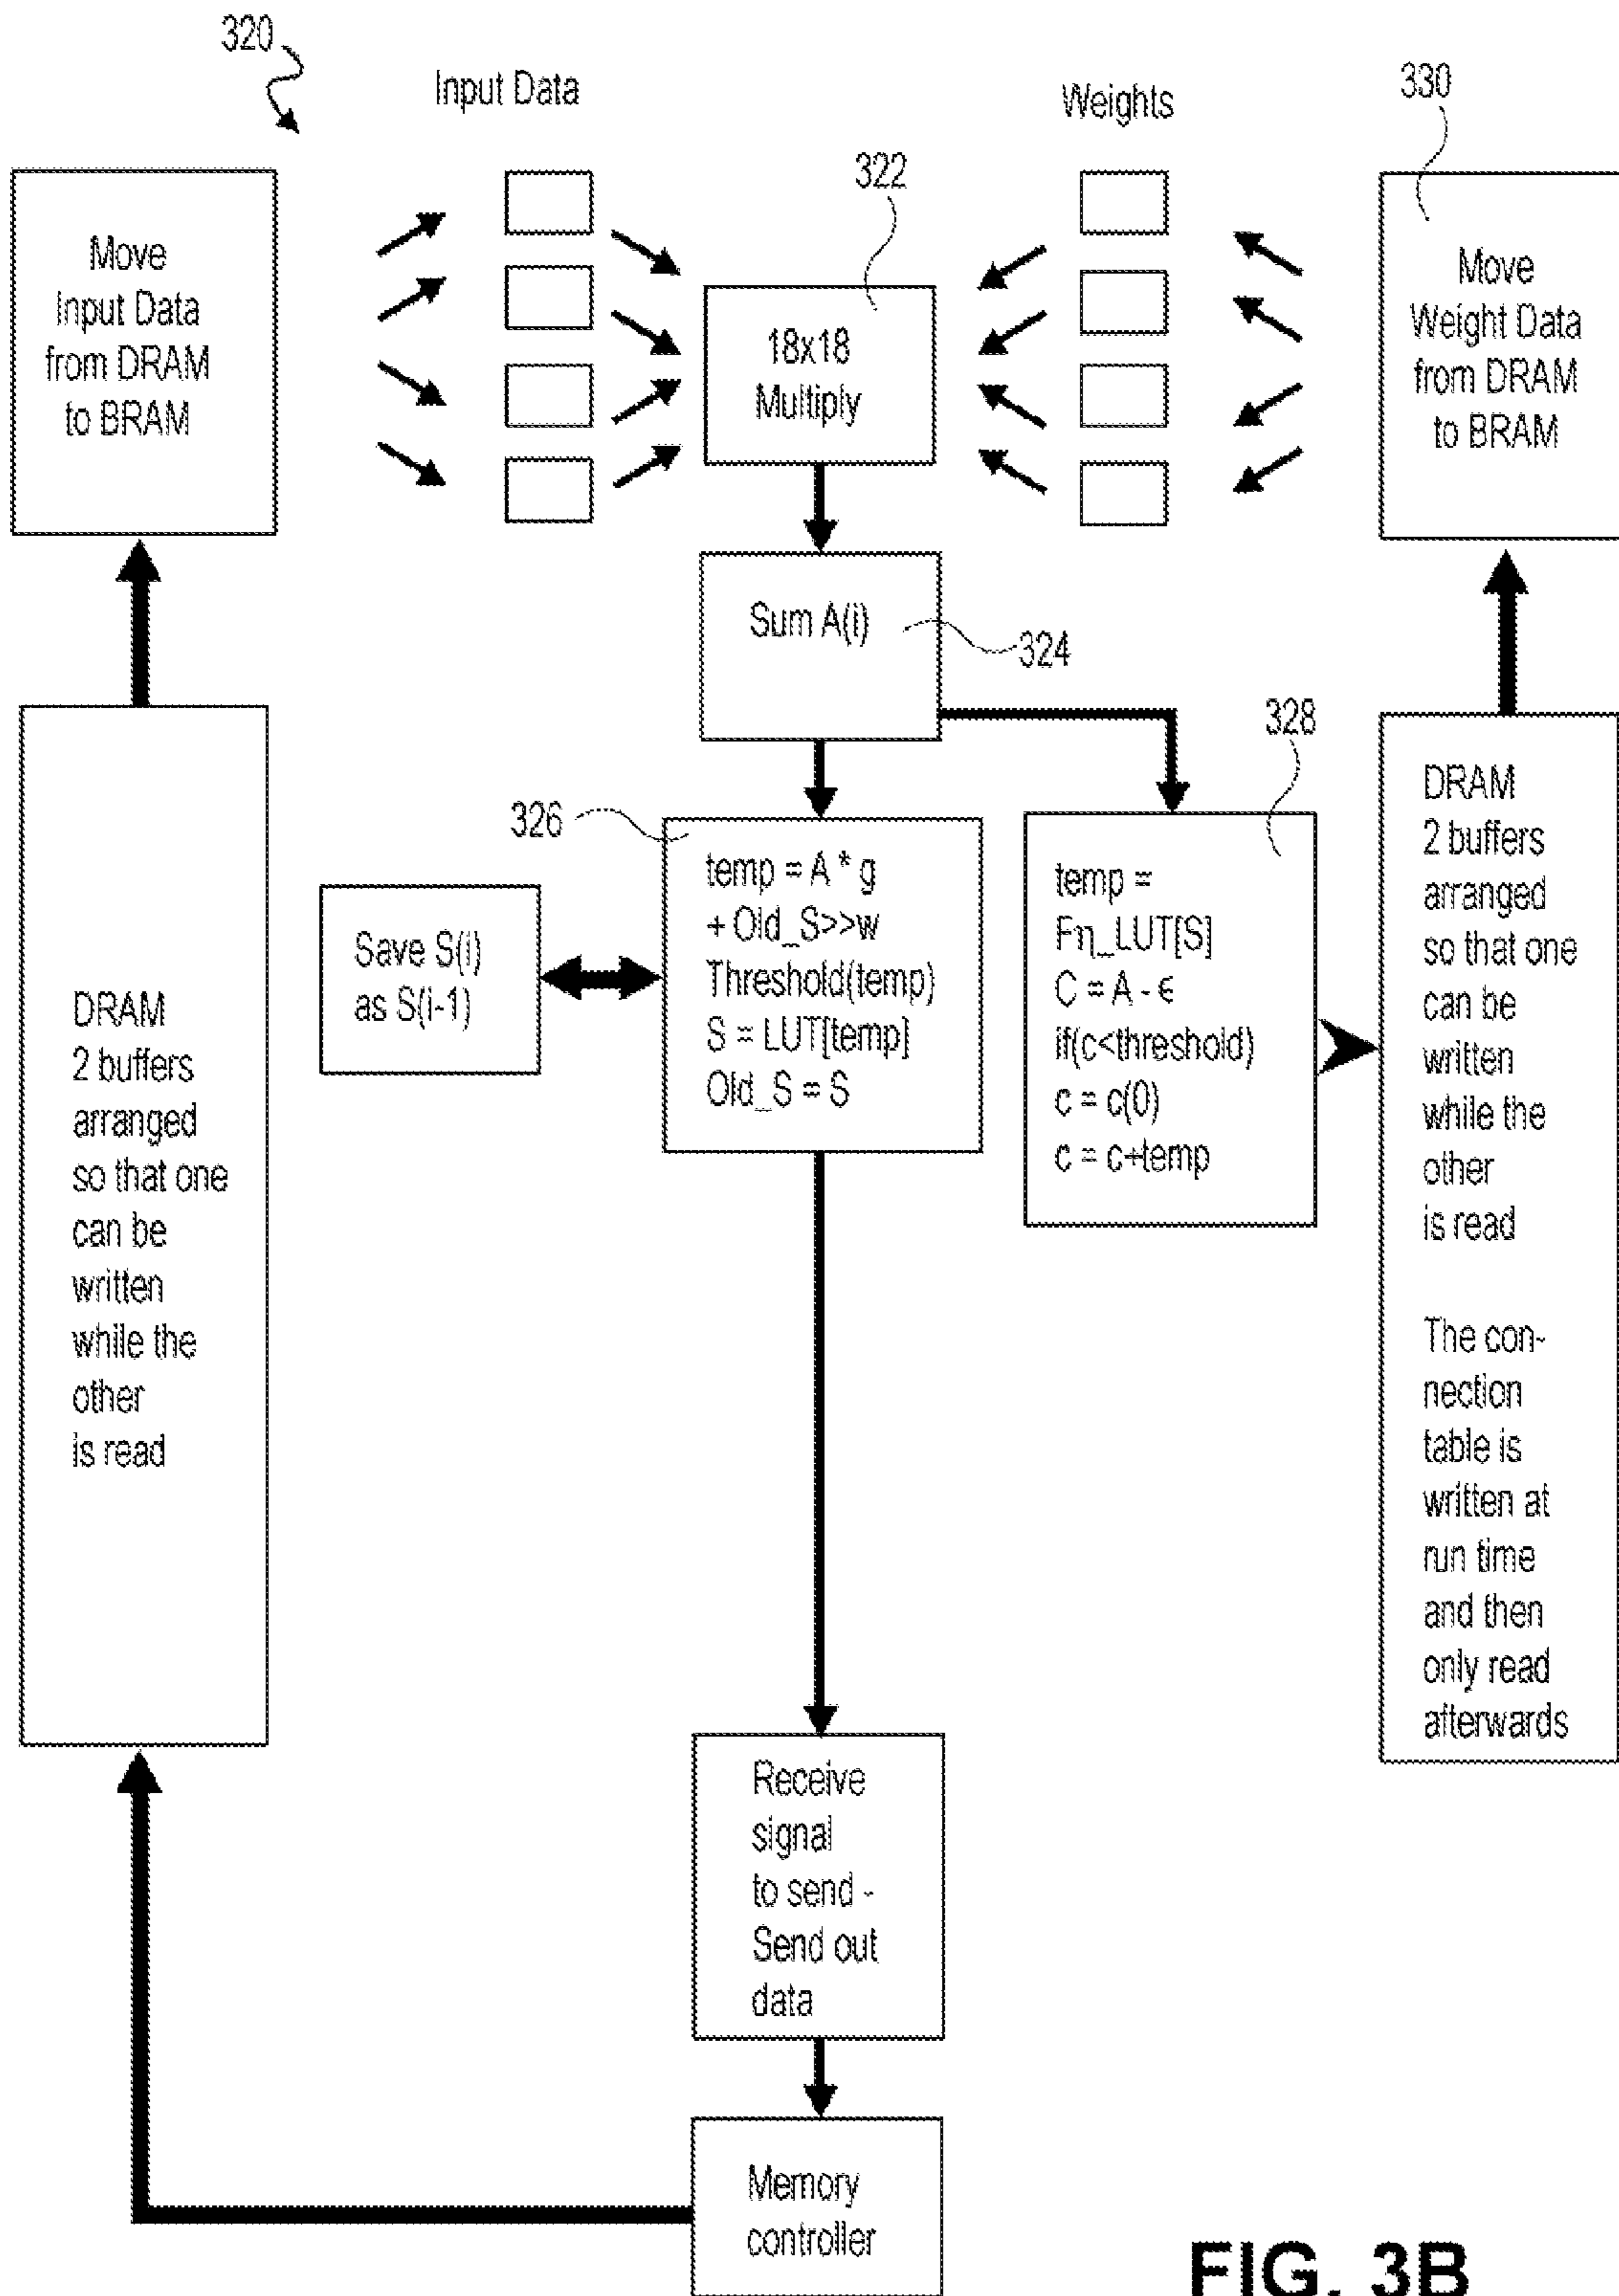 320
Input Data
Weights
330
322
Move
Input Data
from DRAM
to BRAM
18x18
Multiply
Move
Weight Data
from DRAM
to BRAM
Sum A(i)
324
328
326
temp = A * g
+ Old_S>>w
Threshold(temp)
S = LUT[temp]
Old_S = S
Save S(i)
as S(i-1)
temp =
Fη_LUT[S]
C = A - ϵ
if(c<threshold)
c = c(0)
c = c+temp
DRAM
2 buffers
arranged
so that one
can be
written
while the
other
is read
The con-
nection
table is
written at
run time
and then
only read
afterwards
DRAM
2 buffers
arranged
so that one
can be
written
while the
other
is read
Receive
signal
to send -
Send out
data
Memory
controller
FIG. 3B